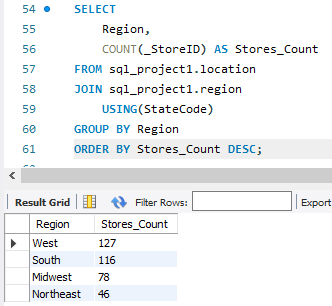 54 SELECT
55 Region,
56 COUNT(_StoreID) AS Stores_Count
57 FROM sql_project1.location
58 JOIN sql_project1.region
59 USING(StateCode)
60 GROUP BY Region
61 ORDER BY Stores_Count DESC;
Result Grid Filter Rows: Export
Region Stores_Count
West 127
South 116
Midwest 78
Northeast 46